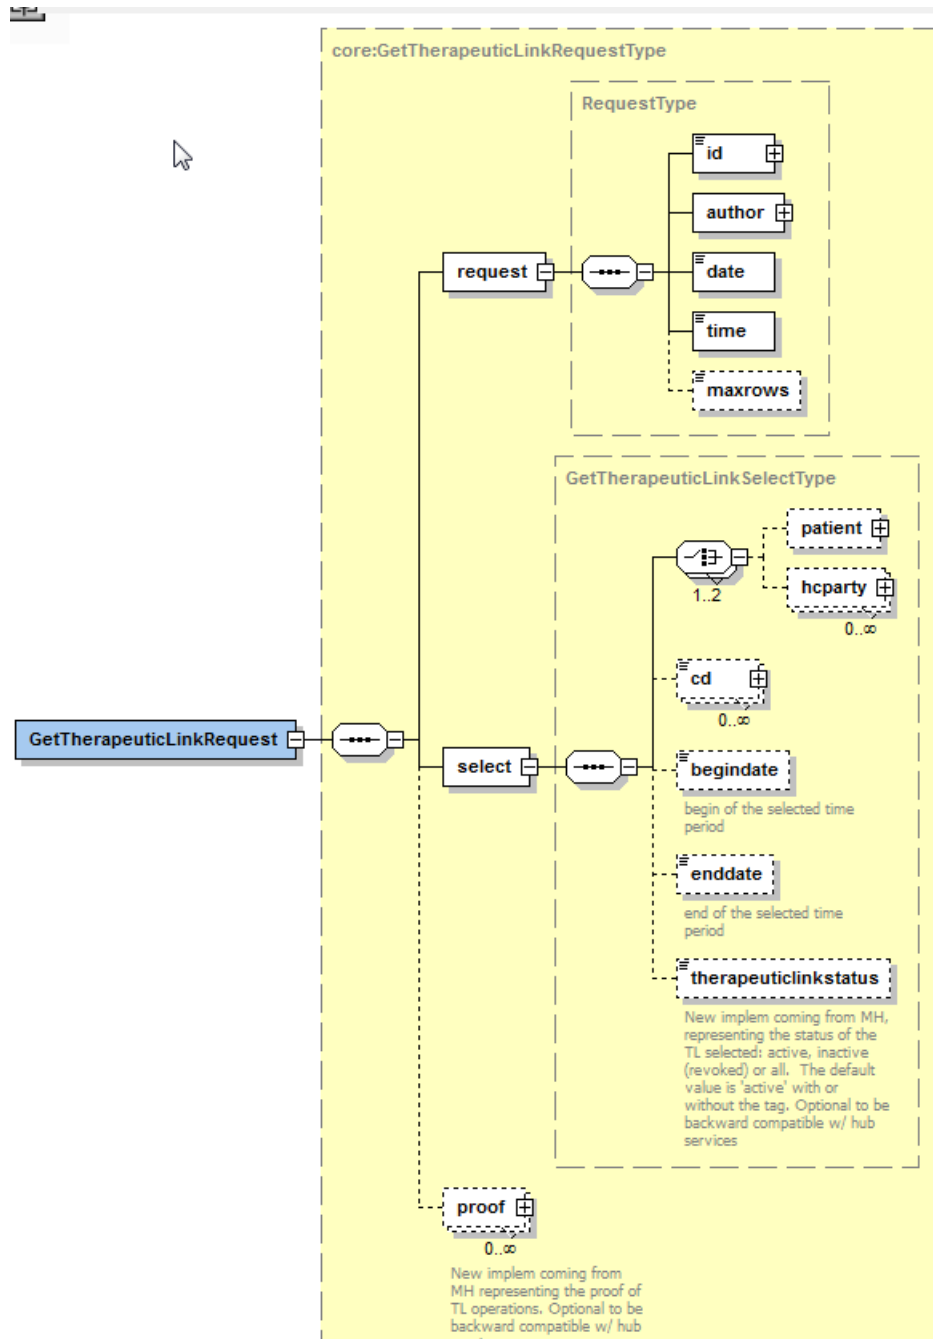 core:GetTherapeuticLinkRequestType
RequestType
id
author
request
date
time
maxrows
GetTherapeuticLinkSelectType
patient
hcparty
1..2
0..∞
cd
0..∞
GetTherapeuticLinkRequest
select
begindate
begin of the selected time
period
enddate
end of the selected time
period
therapeuticlinkstatus
New implem coming from MH,
representing the status of the
TL selected: active, inactive
(revoked) or all.  The default
value is 'active' with or
without the tag. Optional to be
backward compatible w/ hub
services
proof
0..∞
New implem coming from
MH representing the proof of
TL operations. Optional to be
backward compatible w/ hub